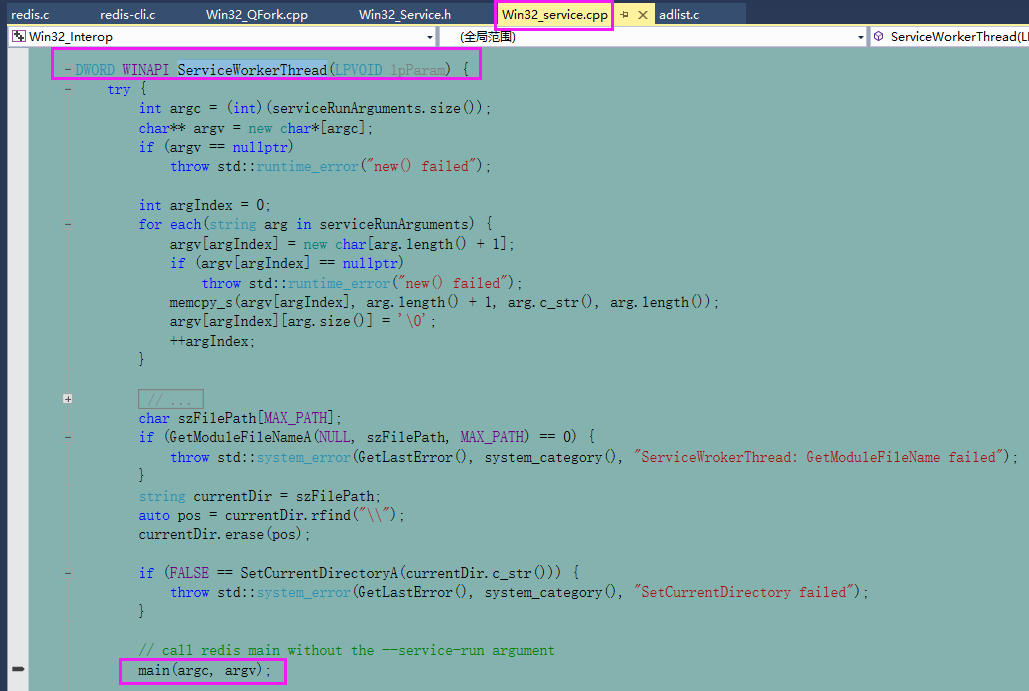 redis.c redis-cli.c Win32_QFork.cpp Win32_Service.h Win32_service.cpp adlist.c
Win32_Interop (全局范围) ServiceWorkerThread(L
DWORD WINAPI ServiceWorkerThread(LPVOID lpParam) {
try {
int argc = (int)(serviceRunArguments.size());
char** argv = new char*[argc];
if (argv == nullptr)
throw std::runtime_error("new() failed");
int argIndex = 0;
for each(string arg in serviceRunArguments) {
argv[argIndex] = new char[arg.length() + 1];
if (argv[argIndex] == nullptr)
throw std::runtime_error("new() failed");
memcpy_s(argv[argIndex], arg.length() + 1, arg.c_str(), arg.length());
argv[argIndex][arg.size()] = '\0';
++argIndex;
}
// ...
char szFilePath[MAX_PATH];
if (GetModuleFileNameA(NULL, szFilePath, MAX_PATH) == 0) {
throw std::system_error(GetLastError(), system_category(), "ServiceWrokerThread: GetModuleFileName failed");
}
string currentDir = szFilePath;
auto pos = currentDir.rfind("\\");
currentDir.erase(pos);
if (FALSE == SetCurrentDirectoryA(currentDir.c_str())) {
throw std::system_error(GetLastError(), system_category(), "SetCurrentDirectory failed");
}
// call redis main without the --service-run argument
main(argc, argv);